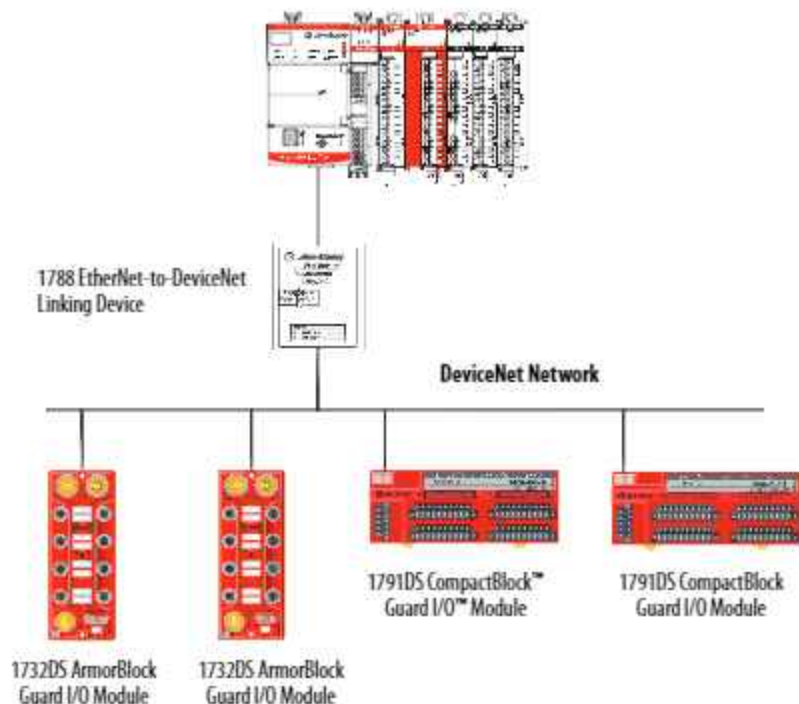 1788 EtherNet-to-DeviceNet
Linking Device
DeviceNet Network
1791DS CompactBlock™
Guard I/O™ Module
1791DS CompactBlock
Guard I/O Module
1732DS ArmorBlock
Guard I/O Module
1732DS ArmorBlock
Guard I/O Module